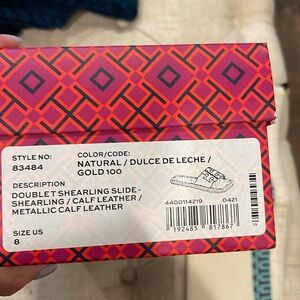 STYLE NO:
83484
COLOR/CODE:
NATURAL / DULCE DE LECHE /
GOLD 100
DESCRIPTION
DOUBLE T SHEARLING SLIDE -
SHEARLING / CALF LEATHER /
METALLIC CALF LEATHER
SIZE US
8
4400114219 0421
192485 817867